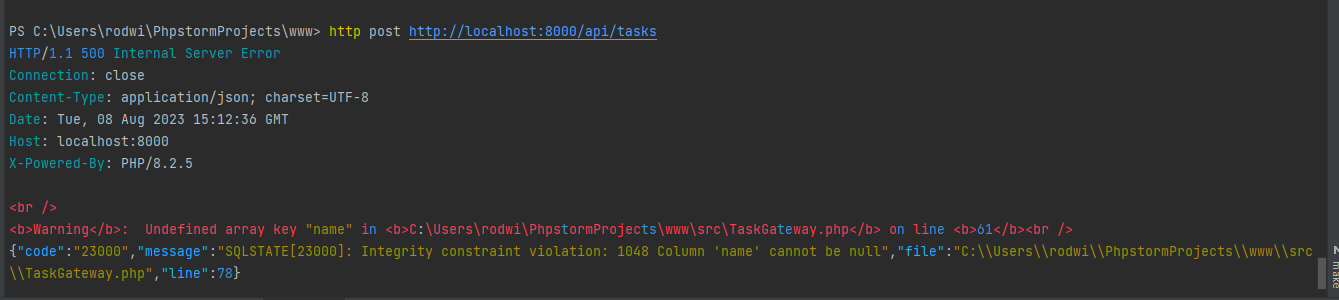 PS C:\Users\rodwi\PhpstormProjects\www> http post http://localhost:8000/api/tasks
HTTP/1.1 500 Internal Server Error
Connection: close
Content-Type: application/json; charset=UTF-8
Date: Tue, 08 Aug 2023 15:12:36 GMT
Host: localhost:8000
X-Powered-By: PHP/8.2.5
<br />
<b>Warning</b>:  Undefined array key "name" in <b>C:\Users\rodwi\PhpstormProjects\www\src\TaskGateway.php</b> on line <b>61</b><br />
{"code":"23000","message":"SQLSTATE[23000]: Integrity constraint violation: 1048 Column 'name' cannot be null","file":"C:\\Users\\rodwi\\PhpstormProjects\\www\\src
\\TaskGateway.php","line":78}
make